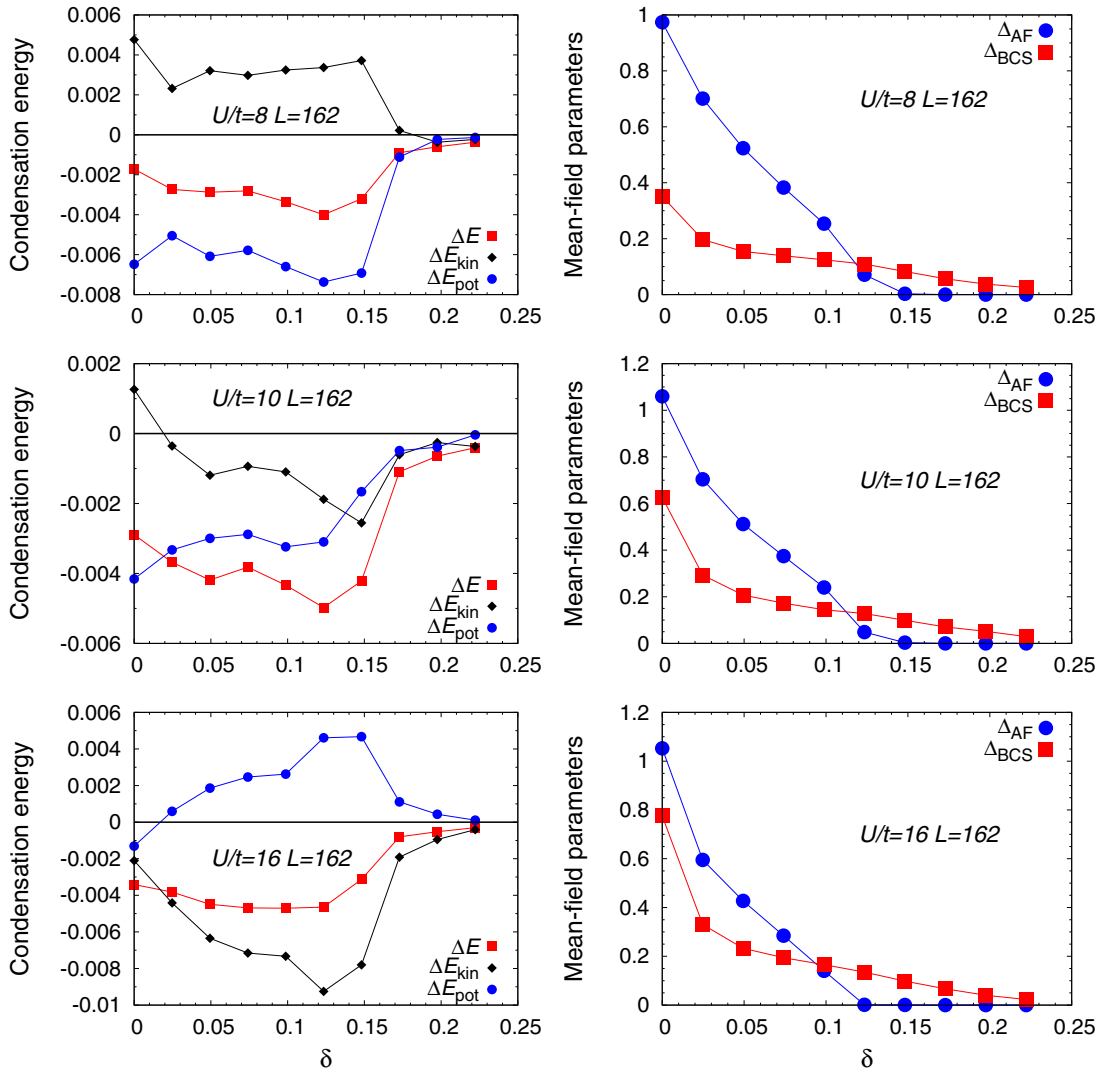 Condensation energy
0.006
0.004
0.002
0
-0.002
-0.004
-0.006
-0.008
U/t=8 L=162
ΔE
ΔE_kin
ΔE_pot
0 0.05 0.1 0.15 0.2 0.25
Mean-field parameters
1
0.8
0.6
0.4
0.2
0
Δ_AF
Δ_BCS
U/t=8 L=162
0 0.05 0.1 0.15 0.2 0.25
Condensation energy
0.002
0
-0.002
-0.004
-0.006
U/t=10 L=162
ΔE
ΔE_kin
ΔE_pot
0 0.05 0.1 0.15 0.2 0.25
Mean-field parameters
1.2
1
0.8
0.6
0.4
0.2
0
Δ_AF
Δ_BCS
U/t=10 L=162
0 0.05 0.1 0.15 0.2 0.25
Condensation energy
0.006
0.004
0.002
0
-0.002
-0.004
-0.006
-0.008
-0.01
U/t=16 L=162
ΔE
ΔE_kin
ΔE_pot
0 0.05 0.1 0.15 0.2 0.25
δ
Mean-field parameters
1.2
1
0.8
0.6
0.4
0.2
0
Δ_AF
Δ_BCS
U/t=16 L=162
0 0.05 0.1 0.15 0.2 0.25
δ